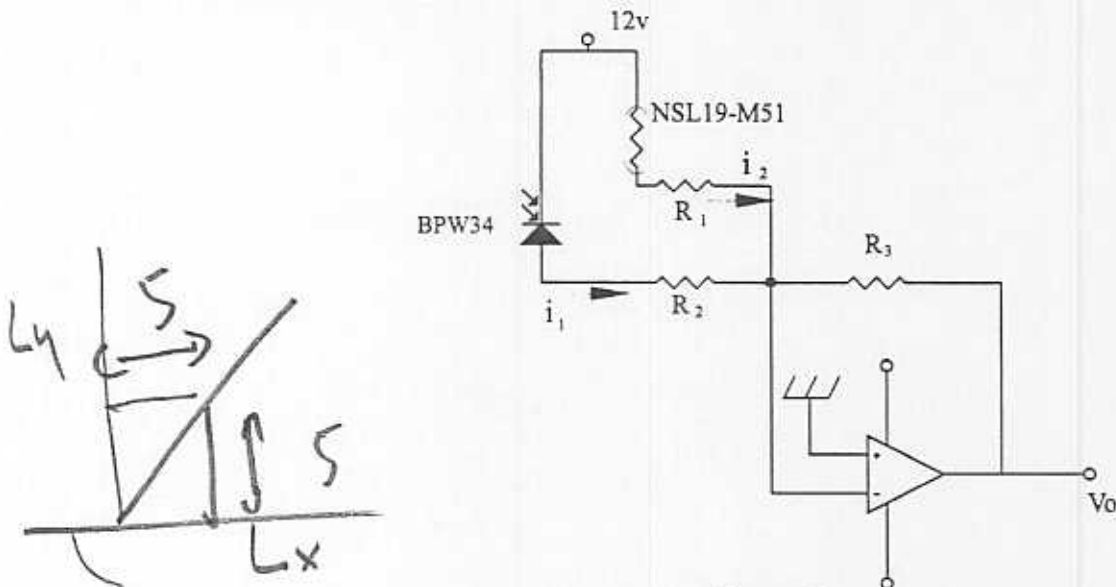 12v
NSL19-M51
i₂
R₁
BPW34
R₃
i₁
R₂
5
Ly
5
Lx
+
-
Vo